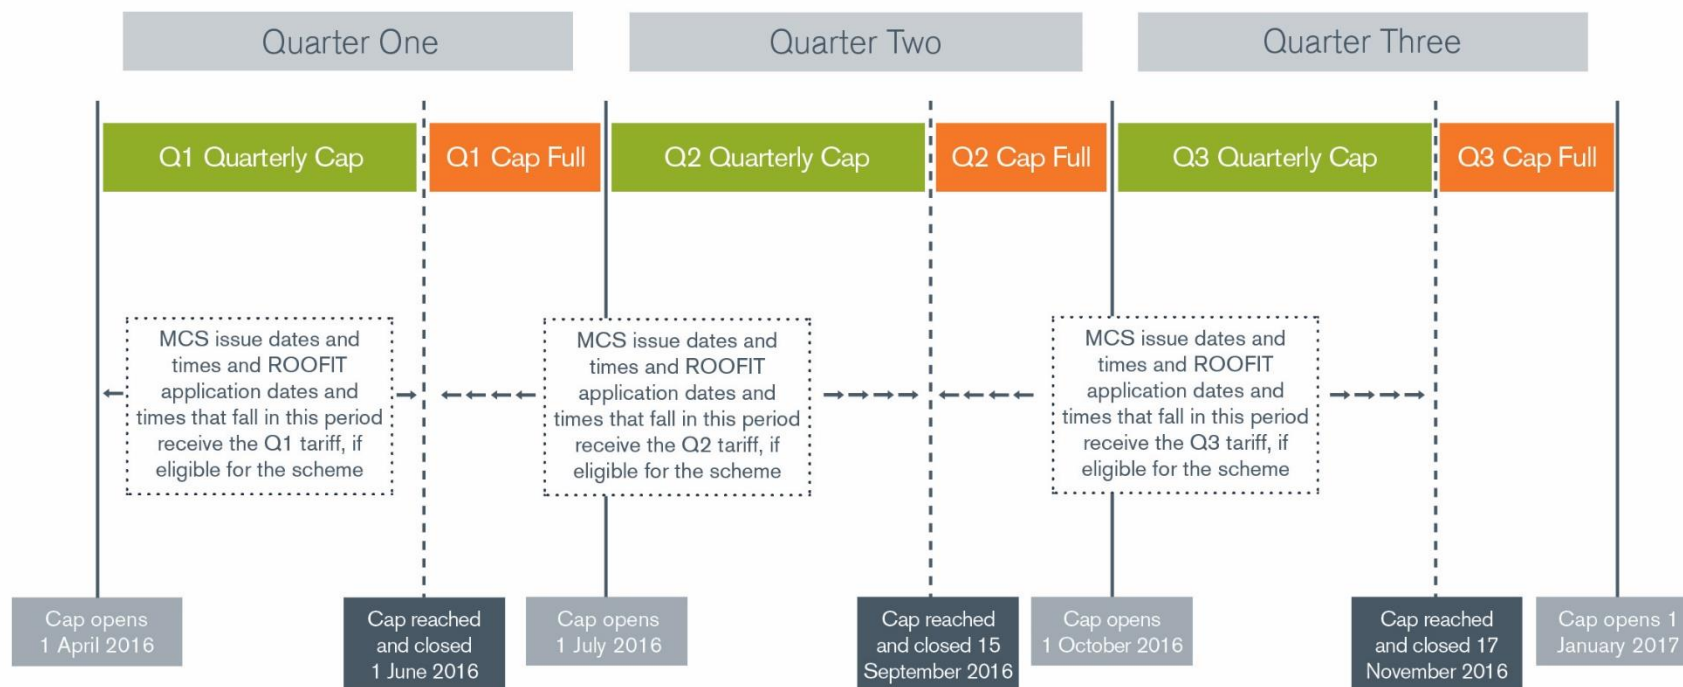 Quarter One
Quarter Two
Quarter Three
Q1 Quarterly Cap
Q1 Cap Full
Q2 Quarterly Cap
Q2 Cap Full
Q3 Quarterly Cap
Q3 Cap Full
MCS issue dates and
times and ROOFIT
application dates and
times that fall in this period
receive the Q1 tariff, if
eligible for the scheme
MCS issue dates and
times and ROOFIT
application dates and
times that fall in this period
receive the Q2 tariff, if
eligible for the scheme
MCS issue dates and
times and ROOFIT
application dates and
times that fall in this period
receive the Q3 tariff, if
eligible for the scheme
Cap opens
1 April 2016
Cap reached
and closed
1 June 2016
Cap opens
1 July 2016
Cap reached
and closed 15
September 2016
Cap opens
1 October 2016
Cap reached
and closed 17
November 2016
Cap opens 1
January 2017